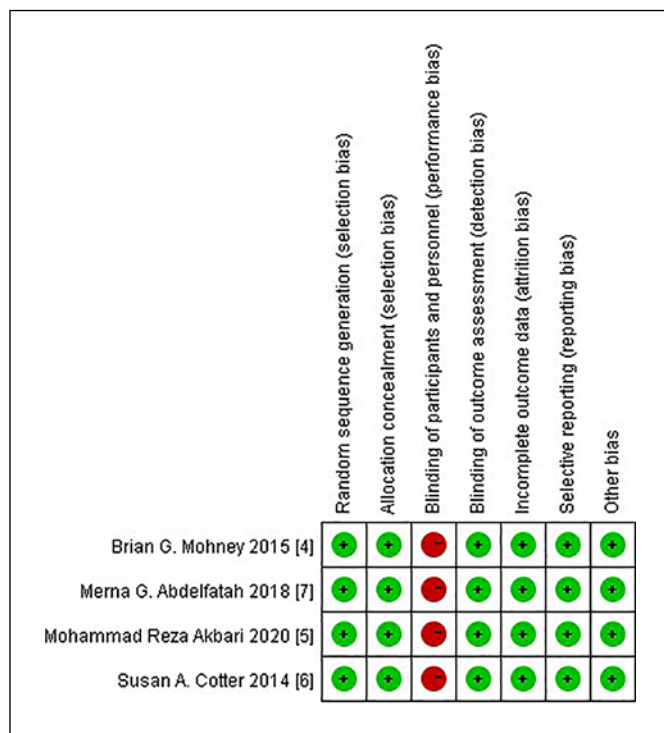 Random sequence generation (selection bias)
Allocation concealment (selection bias)
Blinding of participants and personnel (performance bias)
Blinding of outcome assessment (detection bias)
Incomplete outcome data (attrition bias)
Selective reporting (reporting bias)
Other bias
Brian G. Mohney 2015 [4] + + - + + + +
Merna G. Abdelfatah 2018 [7] + + - + + + +
Mohammad Reza Akbari 2020 [5] + + - + + + +
Susan A. Cotter 2014 [6] + + - + + + +